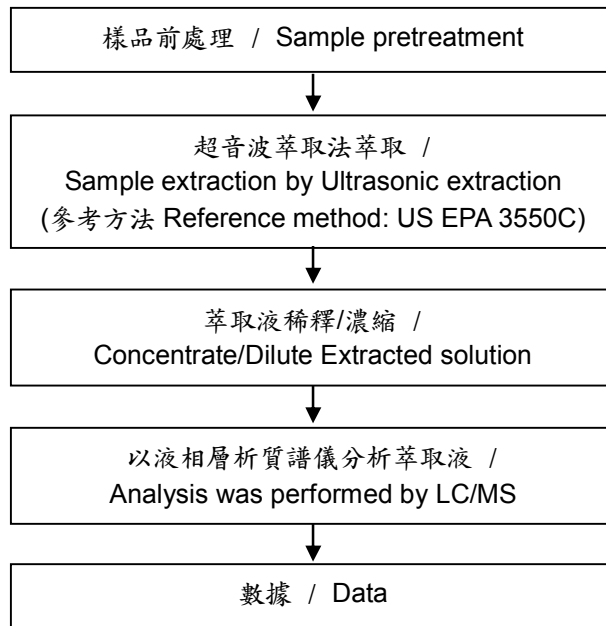 樣品前處理 / Sample pretreatment
超音波萃取法萃取 /
Sample extraction by Ultrasonic extraction
(參考方法 Reference method: US EPA 3550C)
萃取液稀釋/濃縮 /
Concentrate/Dilute Extracted solution
以液相層析質譜儀分析萃取液 /
Analysis was performed by LC/MS
數據 / Data